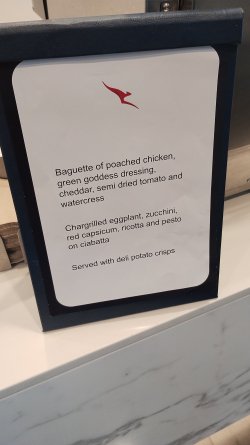 Baguette of poached chicken,
green goddess dressing,
cheddar, semi dried tomato and
watercress
Chargrilled eggplant, zucchini,
red capsicum, ricotta and pesto
on ciabatta
Served with deli potato crisps